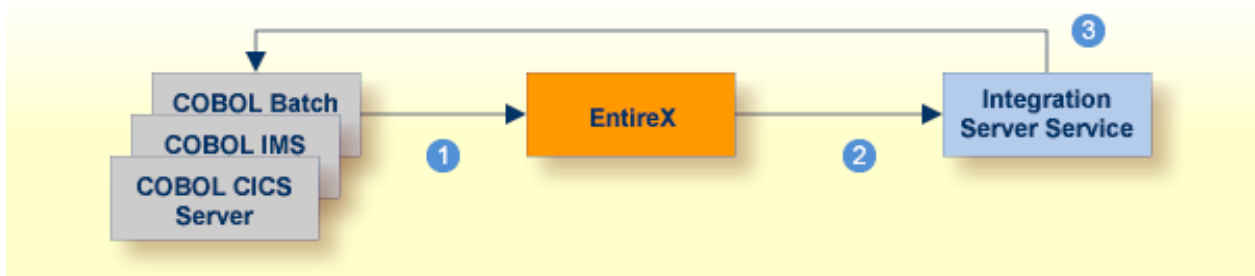 3
COBOL Batch
COBOL IMS
COBOL CICS
Server
1
EntireX
2
Integration
Server Service